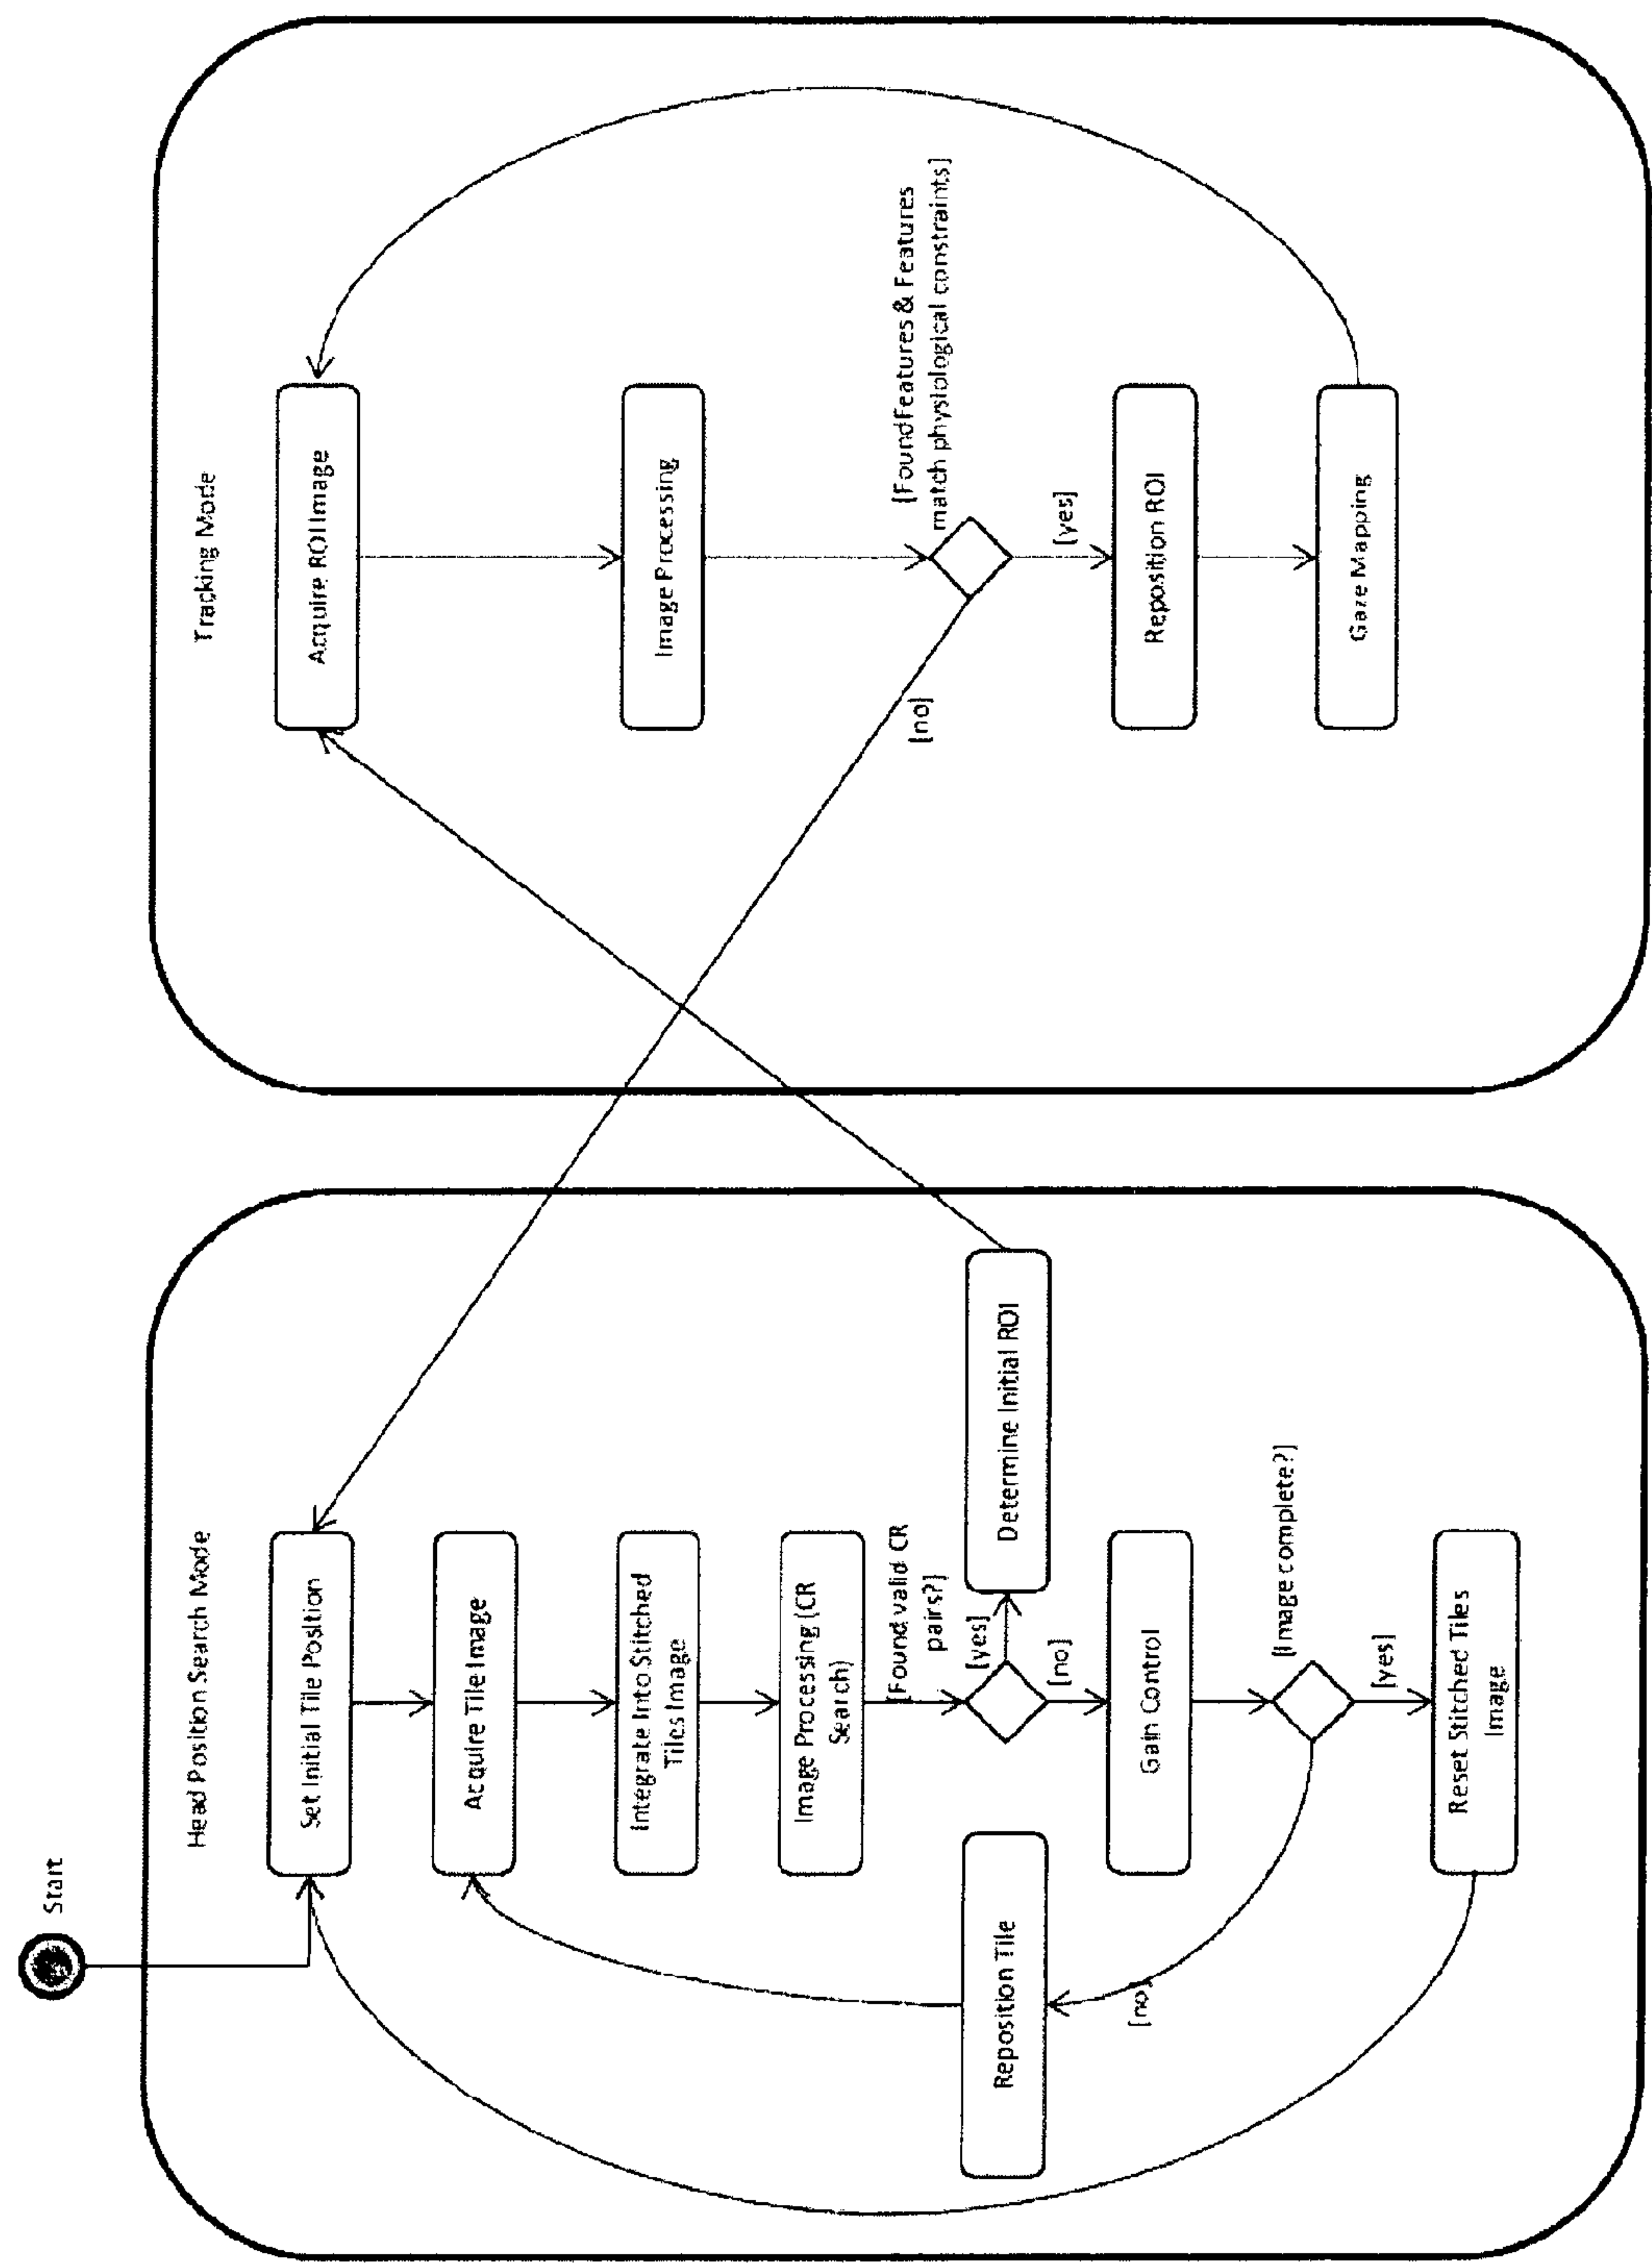 Start
Head Position Search Mode
Set Initial Tile Position
Acquire Tile Image
Integrate Into Stitched
Tiles Image
Image Processing (CR
Search)
[Found valid CR
pairs?]
[yes]
Determine Initial ROI
[no]
Reposition Tile
Gain Control
[no]
[Image complete?]
[yes]
Reset Stitched Tiles
Image
Tracking Mode
Acquire ROI Image
Image Processing
[Found Features & Features
match physiological constraints]
[no]
[yes]
Reposition ROI
Gaze Mapping